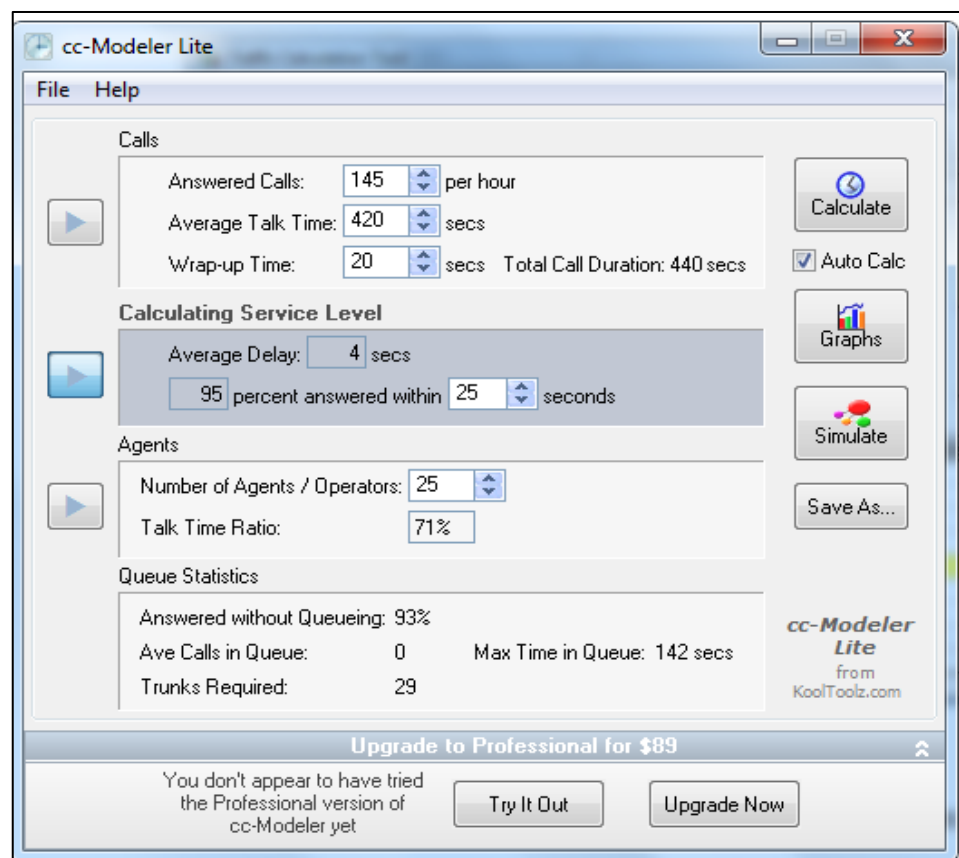 cc-Modeler Lite
File Help
Calls
Answered Calls: 145 per hour
Average Talk Time: 420 secs
Wrap-up Time: 20 secs Total Call Duration: 440 secs
Calculate
Auto Calc
Calculating Service Level
Average Delay: 4 secs
95 percent answered within 25 seconds
Graphs
Simulate
Agents
Number of Agents / Operators: 25
Talk Time Ratio: 71%
Save As...
Queue Statistics
Answered without Queueing: 93%
Ave Calls in Queue: 0 Max Time in Queue: 142 secs
Trunks Required: 29
cc-Modeler
Lite
from
KoolToolz.com
Upgrade to Professional for $89
You don't appear to have tried
the Professional version of
cc-Modeler yet
Try It Out
Upgrade Now